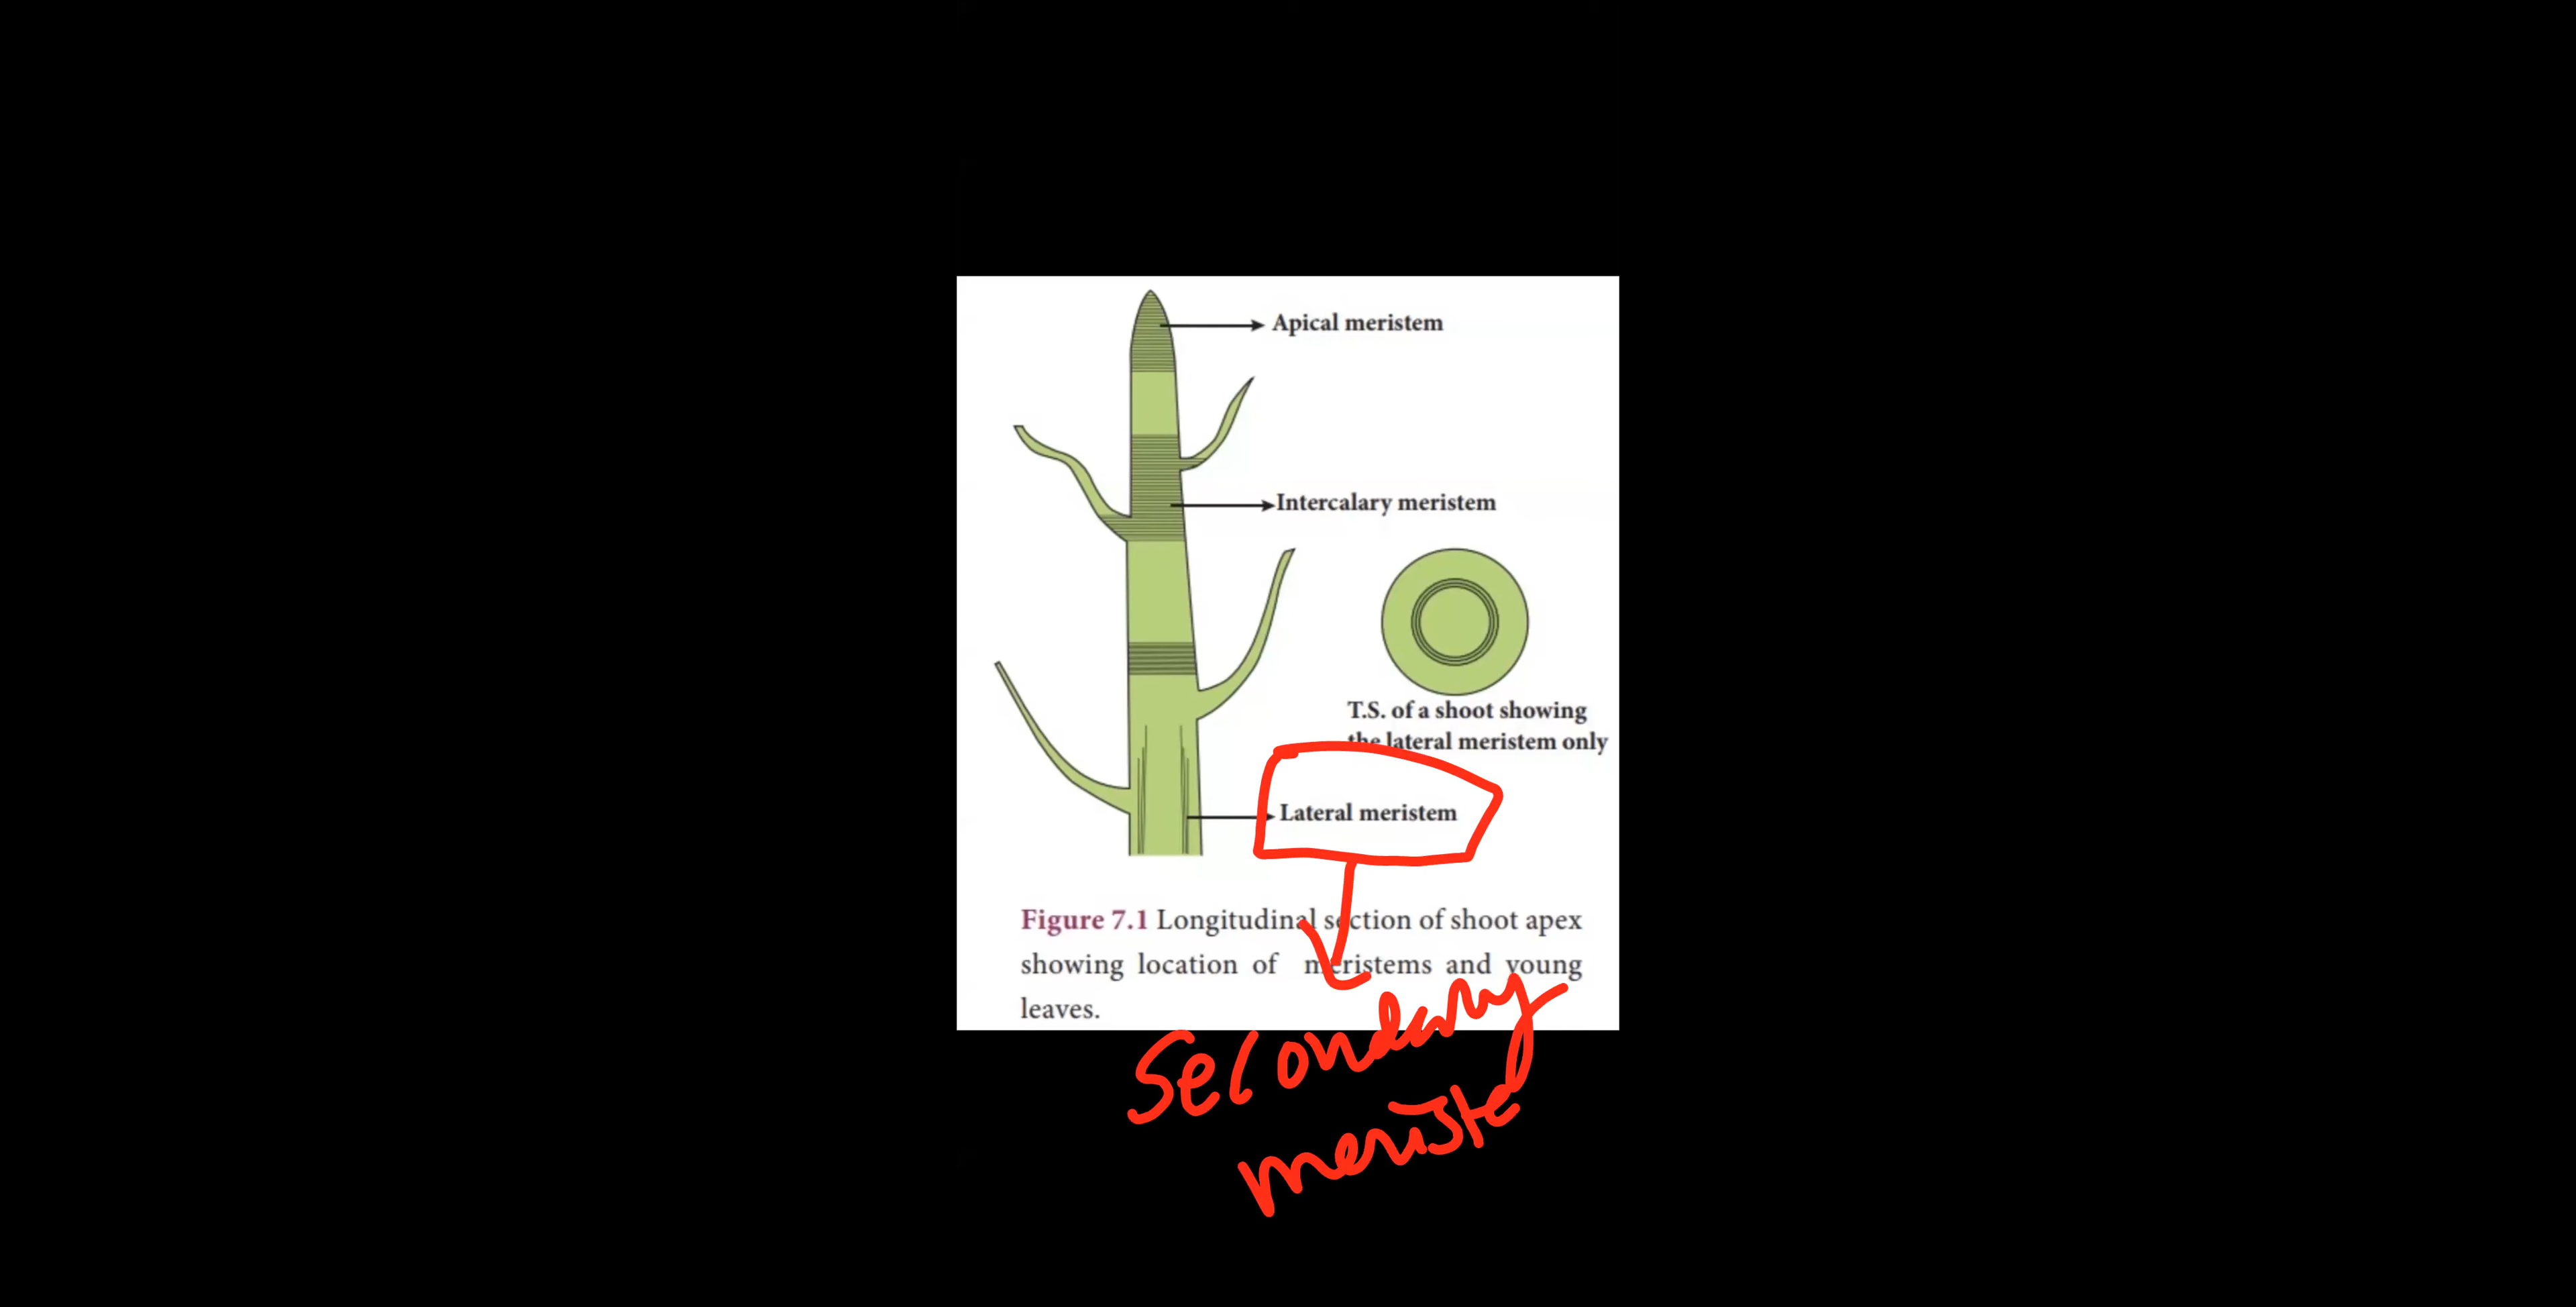 Apical meristem
Intercalary meristem
T.S. of a shoot showing
the lateral meristem only
Lateral meristem
Figure 7.1 Longitudinal section of shoot apex
showing location of meristems and young
leaves.
Secondary
meriste